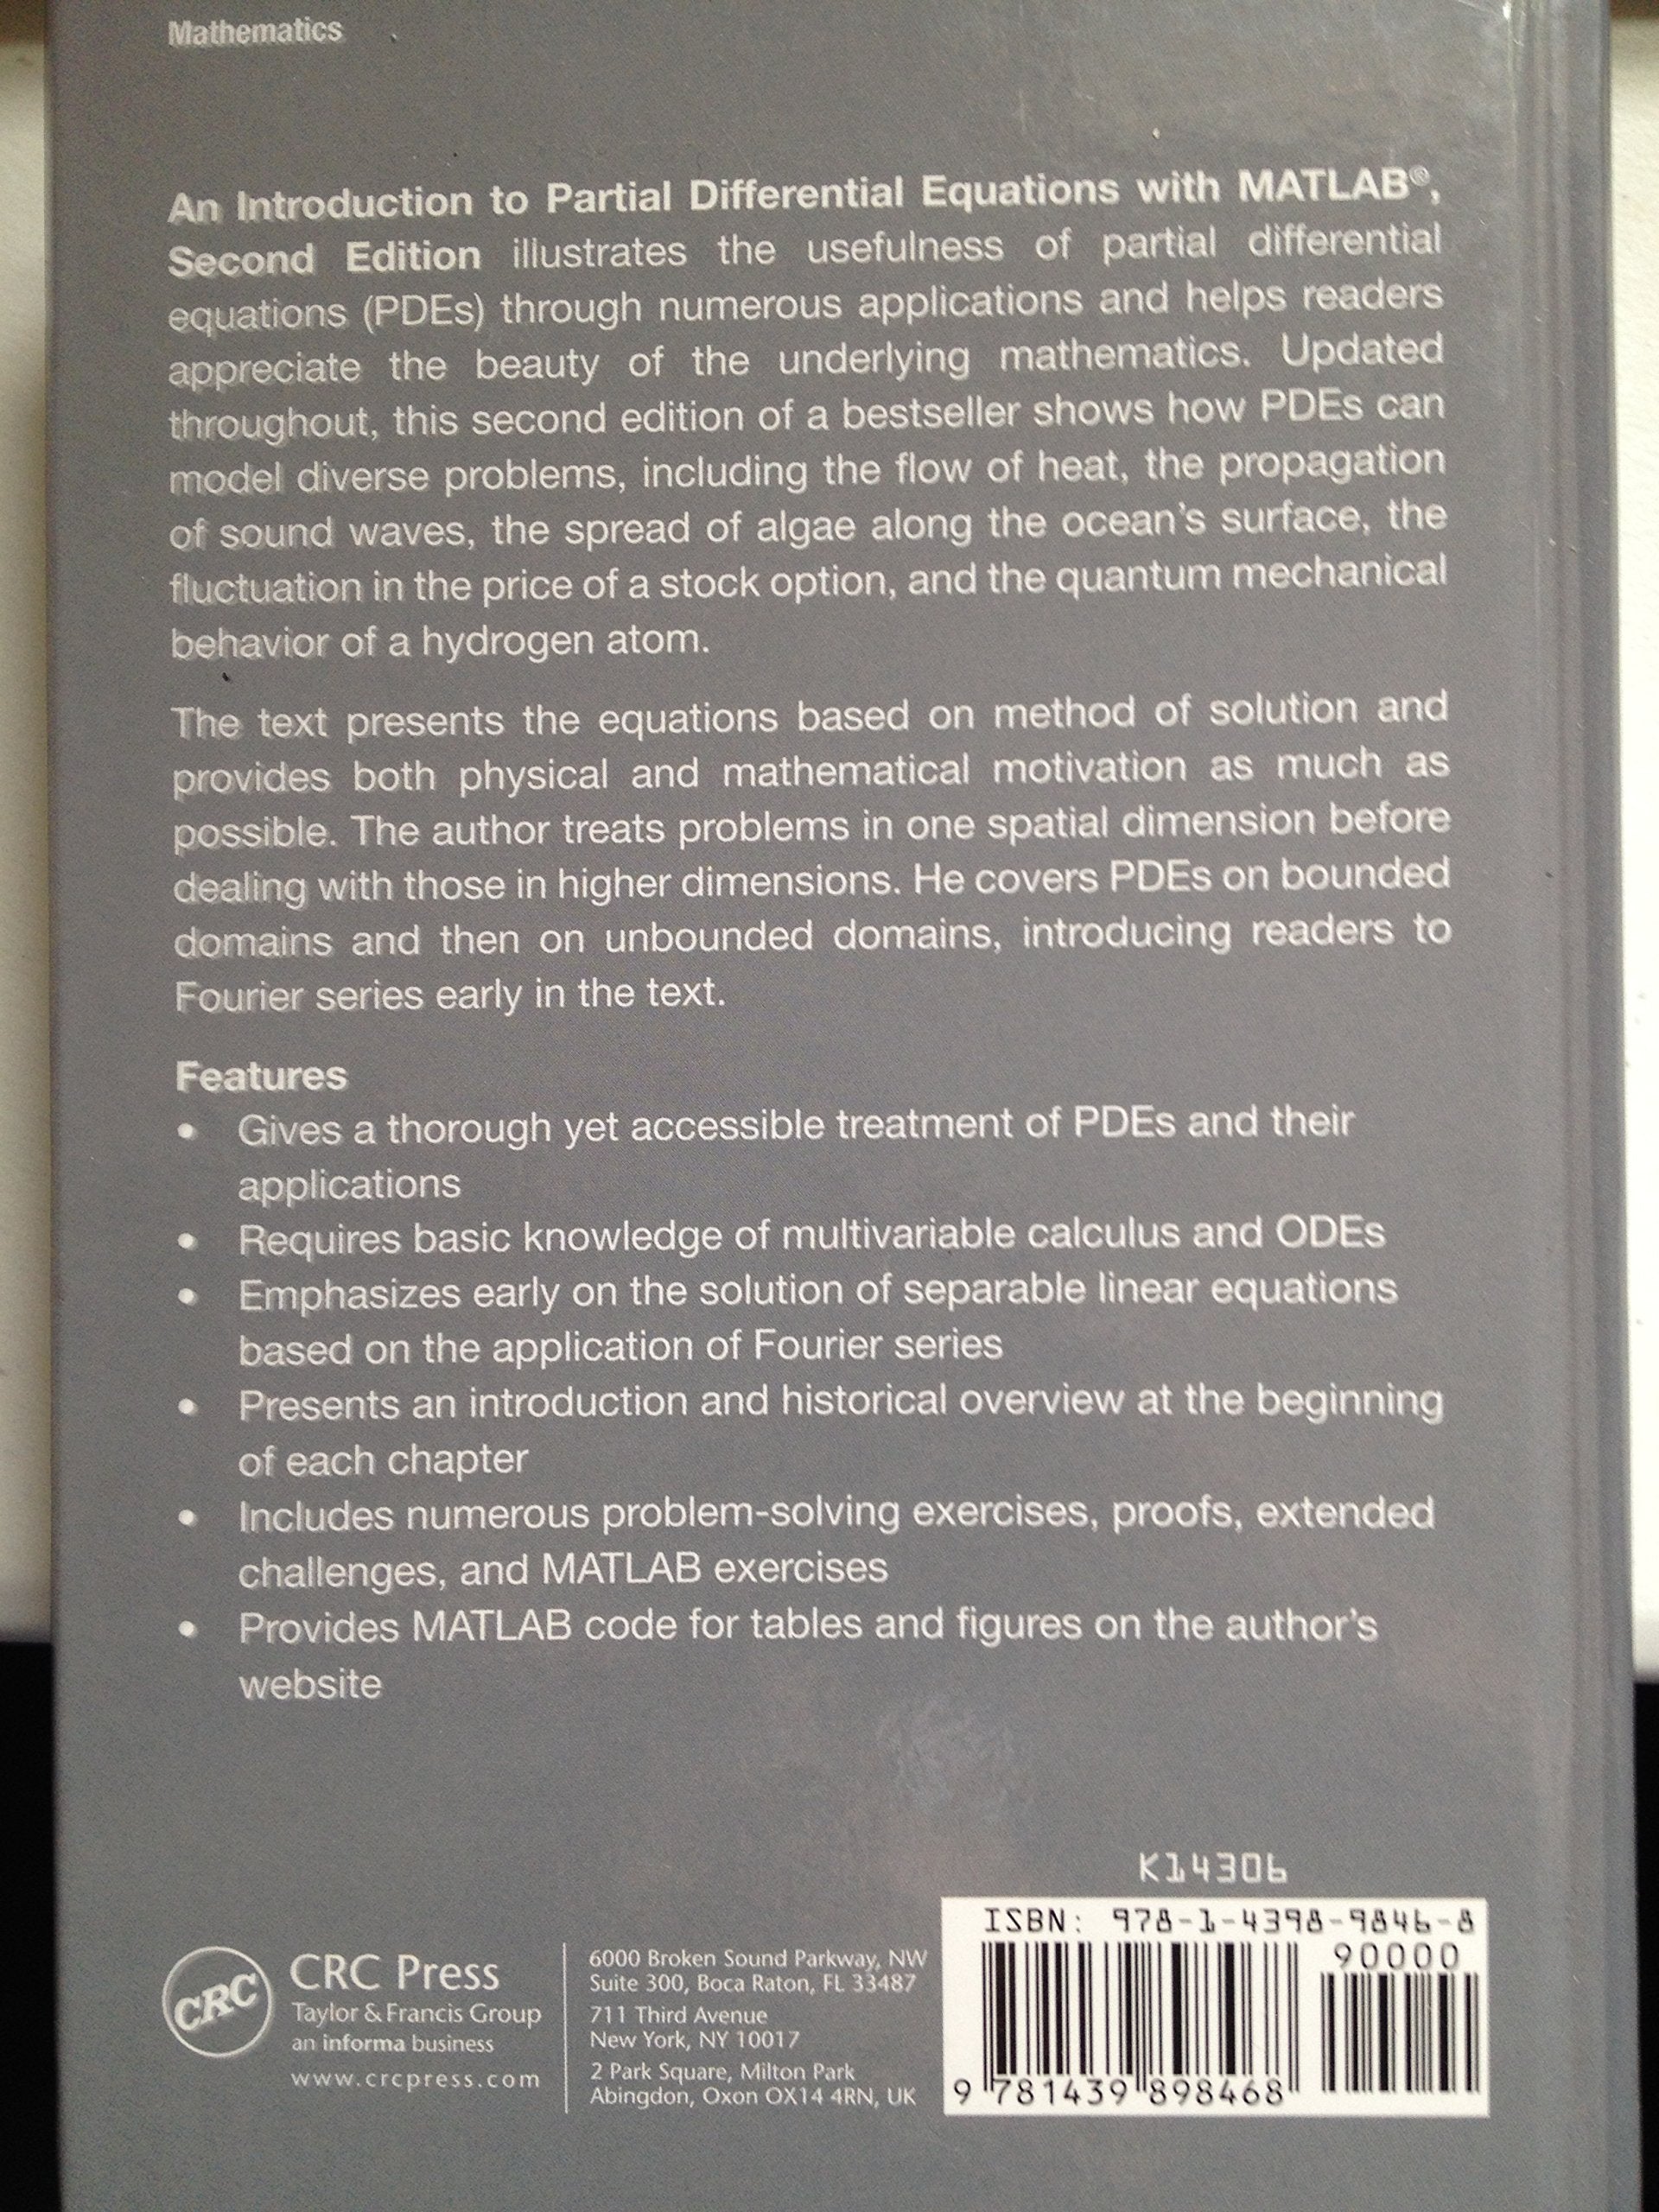 Mathematics
An Introduction to Partial Differential Equations with MATLAB®,
Second Edition illustrates the usefulness of partial differential
equations (PDEs) through numerous applications and helps readers
appreciate the beauty of the underlying mathematics. Updated
throughout, this second edition of a bestseller shows how PDEs can
model diverse problems, including the flow of heat, the propagation
of sound waves, the spread of algae along the ocean's surface, the
fluctuation in the price of a stock option, and the quantum mechanical
behavior of a hydrogen atom.
The text presents the equations based on method of solution and
provides both physical and mathematical motivation as much as
possible. The author treats problems in one spatial dimension before
dealing with those in higher dimensions. He covers PDEs on bounded
domains and then on unbounded domains, introducing readers to
Fourier series early in the text.
Features
• Gives a thorough yet accessible treatment of PDEs and their
applications
• Requires basic knowledge of multivariable calculus and ODEs
• Emphasizes early on the solution of separable linear equations
based on the application of Fourier series
• Presents an introduction and historical overview at the beginning
of each chapter
• Includes numerous problem-solving exercises, proofs, extended
challenges, and MATLAB exercises
• Provides MATLAB code for tables and figures on the author's
website
CRC
CRC Press
Taylor & Francis Group
an informa business
www.crcpress.com
6000 Broken Sound Parkway, NW
Suite 300, Boca Raton, FL 33487
711 Third Avenue
New York, NY 10017
2 Park Square, Milton Park
Abingdon, Oxon OX14 4RN, UK
K14306
ISBN: 978-1-4398-9846-8
90000
9 781439 898468